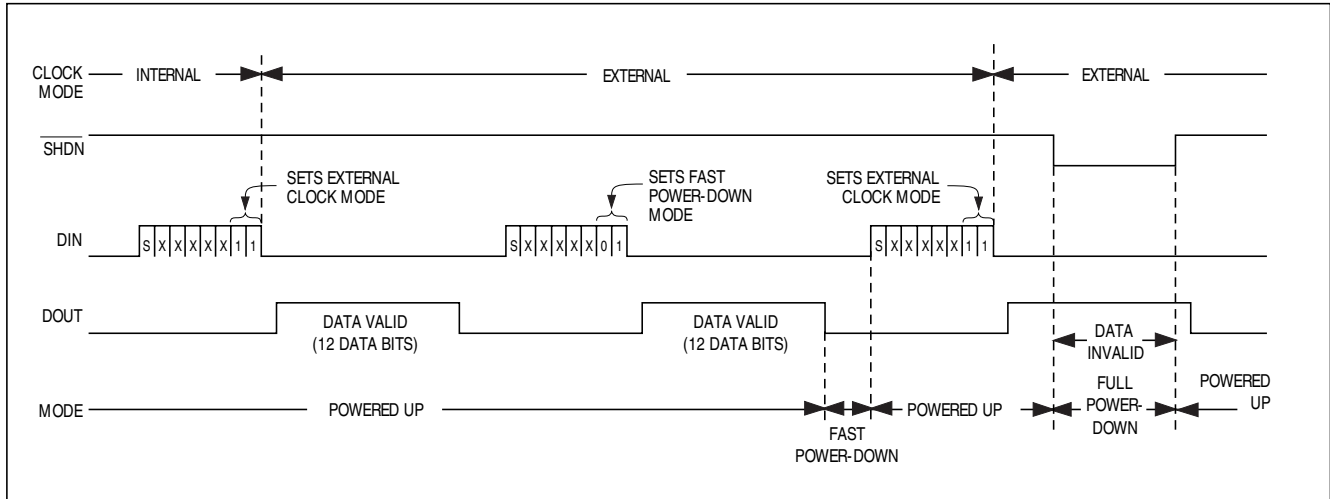 CLOCK MODE INTERNAL EXTERNAL EXTERNAL
SHDN
SETS EXTERNAL CLOCK MODE
SETS FAST POWER-DOWN MODE
SETS EXTERNAL CLOCK MODE
DIN
S X X X X X 1 1
S X X X X X 0 1
S X X X X X 1 1
DOUT
DATA VALID
(12 DATA BITS)
DATA VALID
(12 DATA BITS)
DATA
INVALID
MODE
POWERED UP
FAST
POWER-DOWN
POWERED UP
FULL
POWER-
DOWN
POWERED
UP